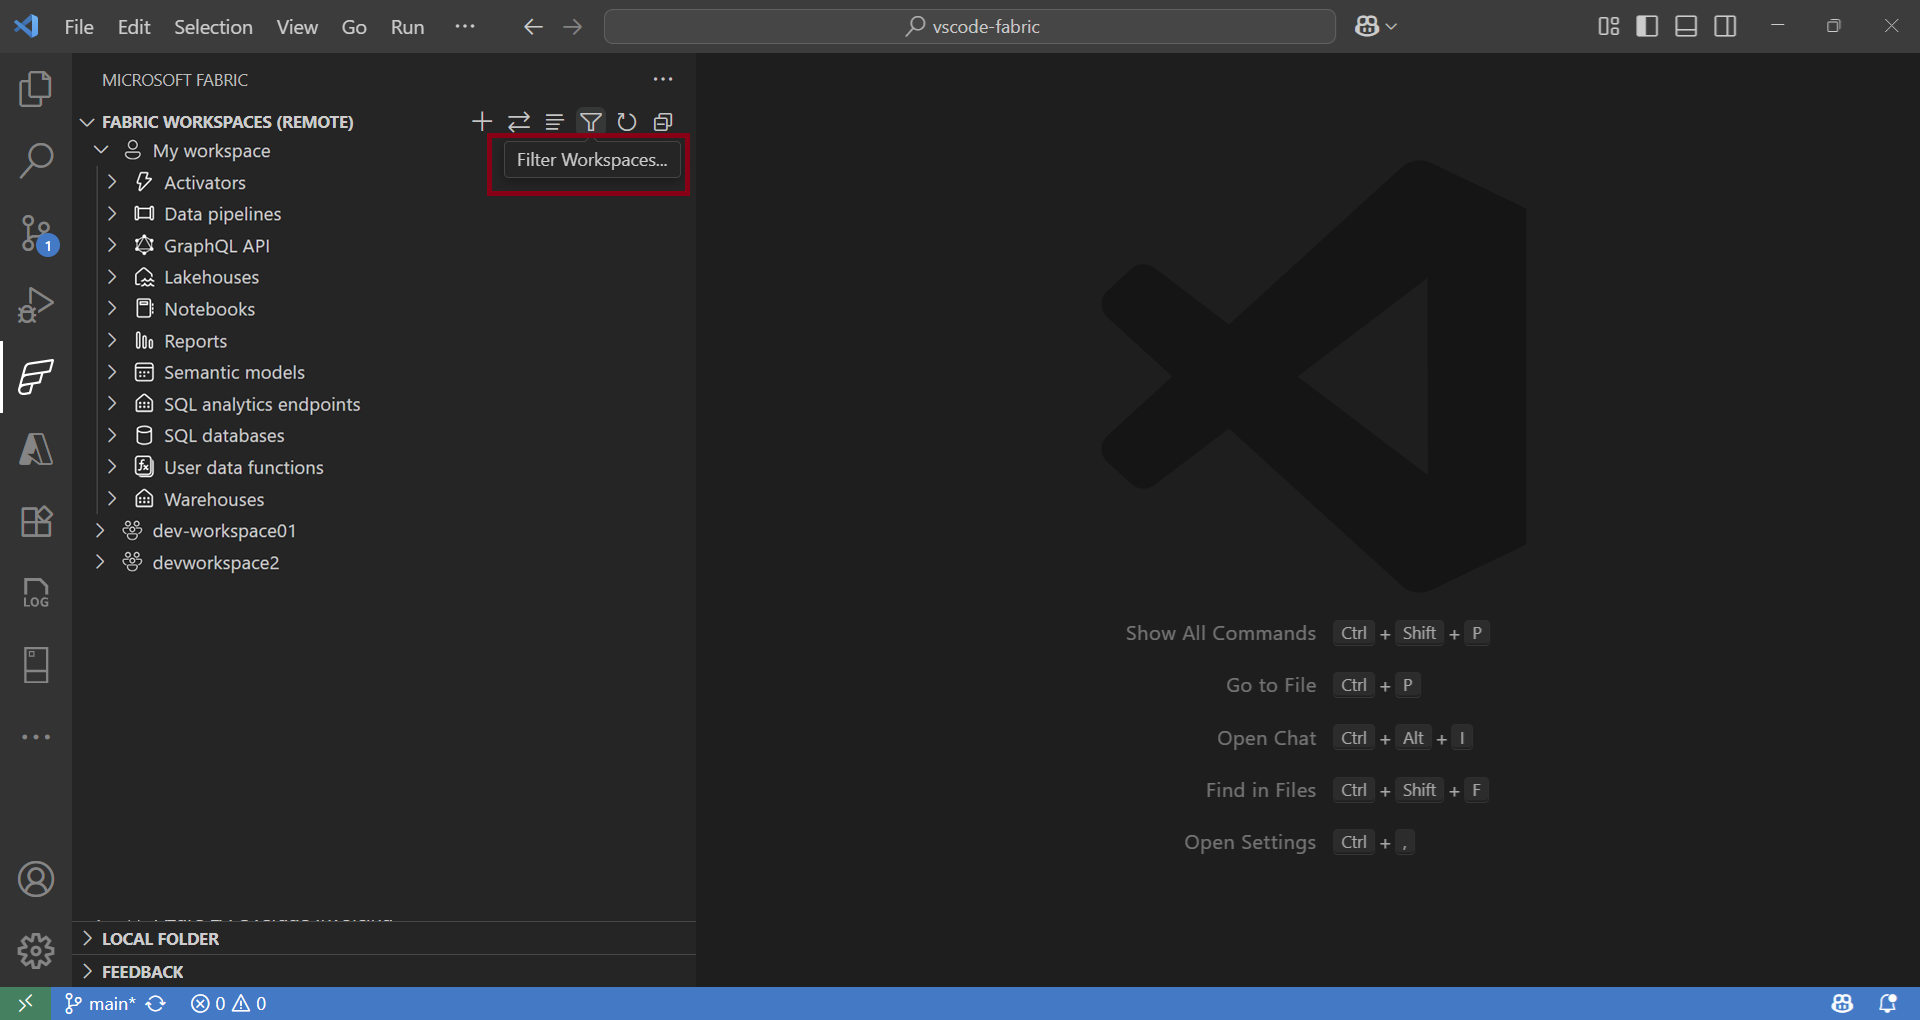 File Edit Selection View Go Run ··· vscode-fabric
MICROSOFT FABRIC
FABRIC WORKSPACES (REMOTE)
My workspace
Filter Workspaces...
Activators
Data pipelines
GraphQL API
Lakehouses
Notebooks
Reports
Semantic models
SQL analytics endpoints
SQL databases
User data functions
Warehouses
dev-workspace01
devworkspace2
1
LOG
Show All Commands Ctrl + Shift + P
Go to File Ctrl + P
Open Chat Ctrl + Alt + I
Find in Files Ctrl + Shift + F
Open Settings Ctrl + ,
LOCAL FOLDER
FEEDBACK
main* 0 0